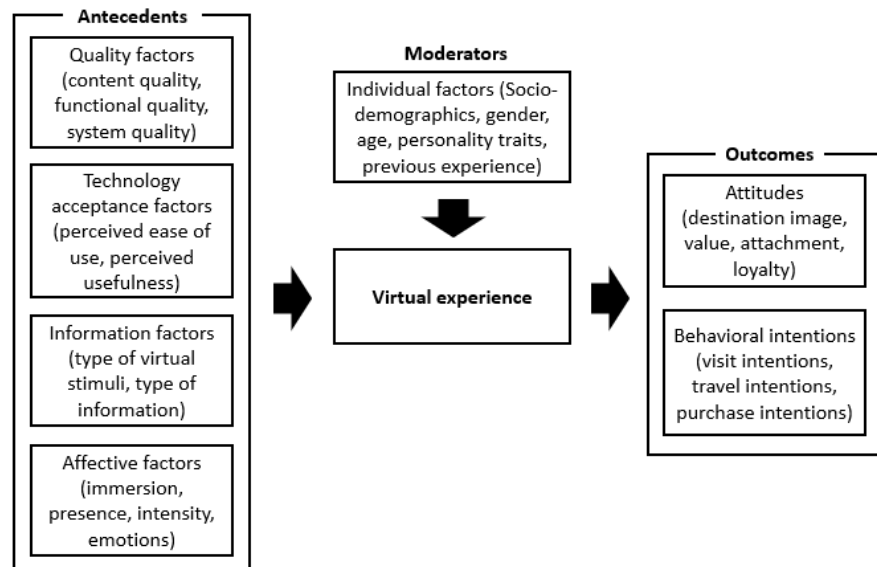 Antecedents
Quality factors
(content quality,
functional quality,
system quality)
Technology
acceptance factors
(perceived ease of
use, perceived
usefulness)
Information factors
(type of virtual
stimuli, type of
information)
Affective factors
(immersion,
presence, intensity,
emotions)
Moderators
Individual factors (Socio-
demographics, gender,
age, personality traits,
previous experience)
Virtual experience
Outcomes
Attitudes
(destination image,
value, attachment,
loyalty)
Behavioral intentions
(visit intentions,
travel intentions,
purchase intentions)